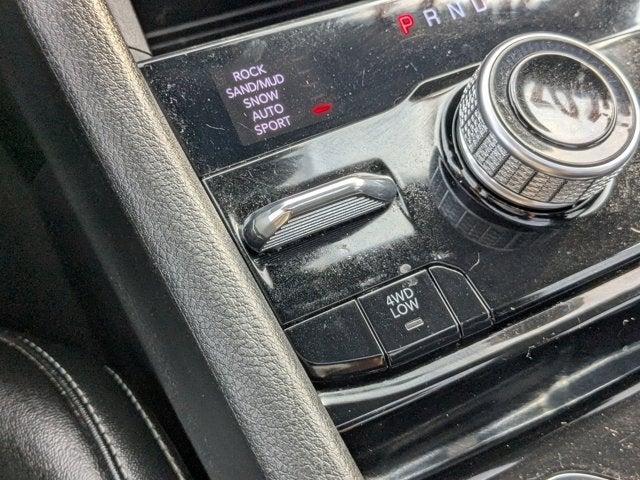 P R N D
ROCK
SAND/MUD
SNOW
AUTO
SPORT
4WD
LOW